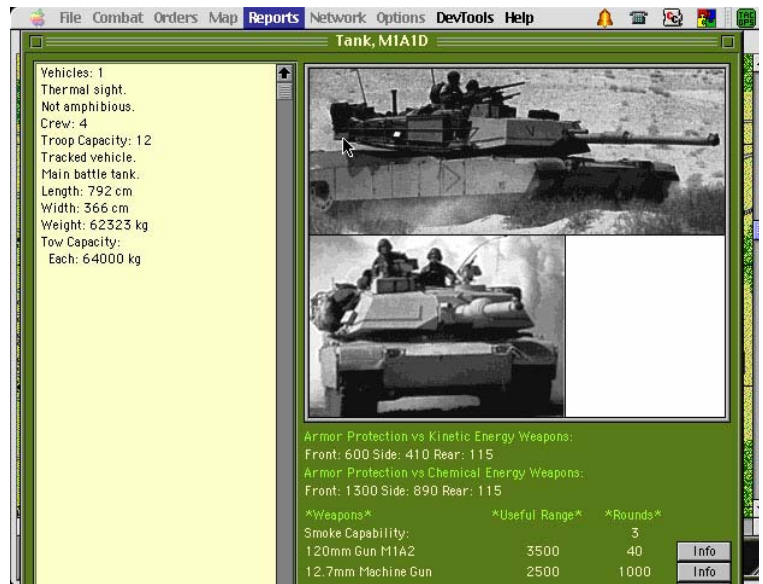 File Combat Orders Map Reports Network Options DevTools Help
TAC
OPS
Tank, M1A1D
Vehicles: 1
Thermal sight.
Not amphibious.
Crew: 4
Troop Capacity: 12
Tracked vehicle.
Main battle tank.
Length: 792 cm
Width: 366 cm
Weight: 62323 kg
Tow Capacity:
Each: 64000 kg
Armor Protection vs Kinetic Energy Weapons:
Front: 600 Side: 410 Rear: 115
Armor Protection vs Chemical Energy Weapons:
Front: 1300 Side: 890 Rear: 115
*Weapons* *Useful Range* *Rounds*
Smoke Capability: 3
120mm Gun M1A2 3500 40 Info
12.7mm Machine Gun 2500 1000 Info